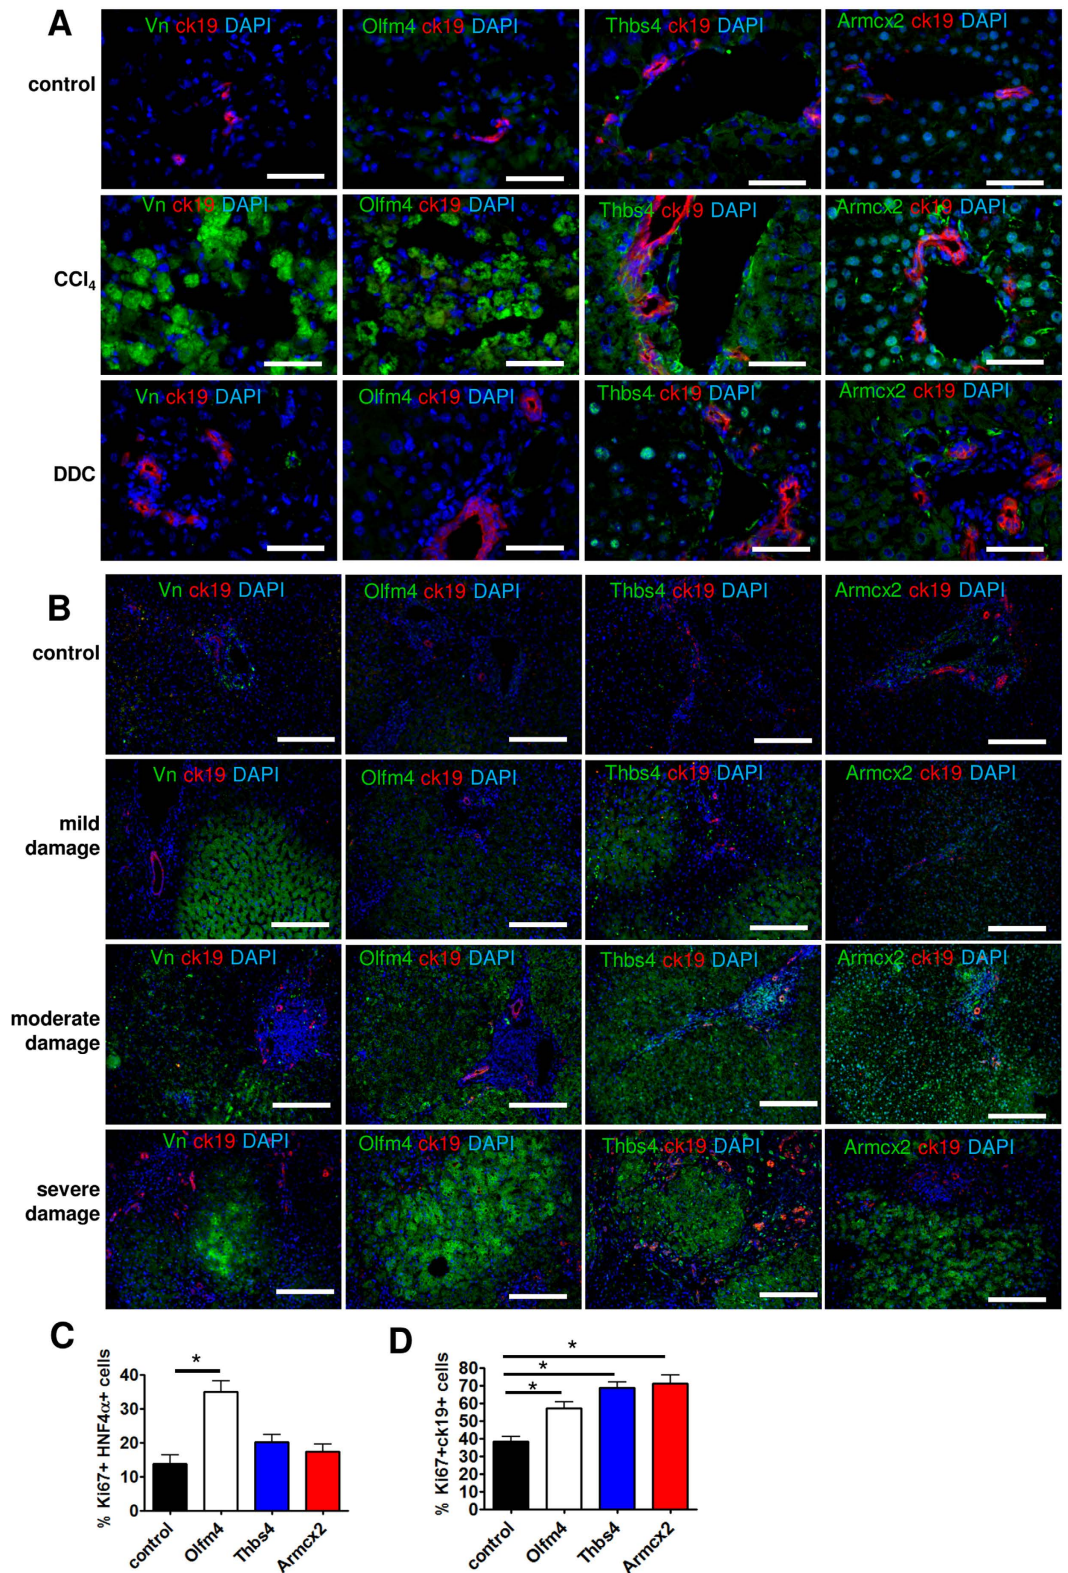 A
Vn ck19 DAPI
Olfm4 ck19 DAPI
Thbs4 ck19 DAPI
Armcx2 ck19 DAPI
control
Vn ck19 DAPI
Olfm4 ck19 DAPI
Thbs4 ck19 DAPI
Armcx2 ck19 DAPI
CCl4
Vn ck19 DAPI
Olfm4 ck19 DAPI
Thbs4 ck19 DAPI
Armcx2 ck19 DAPI
DDC
B
Vn ck19 DAPI
Olfm4 ck19 DAPI
Thbs4 ck19 DAPI
Armcx2 ck19 DAPI
control
Vn ck19 DAPI
Olfm4 ck19 DAPI
Thbs4 ck19 DAPI
Armcx2 ck19 DAPI
mild
damage
Vn ck19 DAPI
Olfm4 ck19 DAPI
Thbs4 ck19 DAPI
Armcx2 ck19 DAPI
moderate
damage
Vn ck19 DAPI
Olfm4 ck19 DAPI
Thbs4 ck19 DAPI
Armcx2 ck19 DAPI
severe
damage
C
% Ki67+ HNF4α+ cells
40
30
20
10
0
*
control
Olfm4
Thbs4
Armcx2
D
% Ki67+ck19+ cells
80
70
60
50
40
30
20
10
0
*
*
*
control
Olfm4
Thbs4
Armcx2